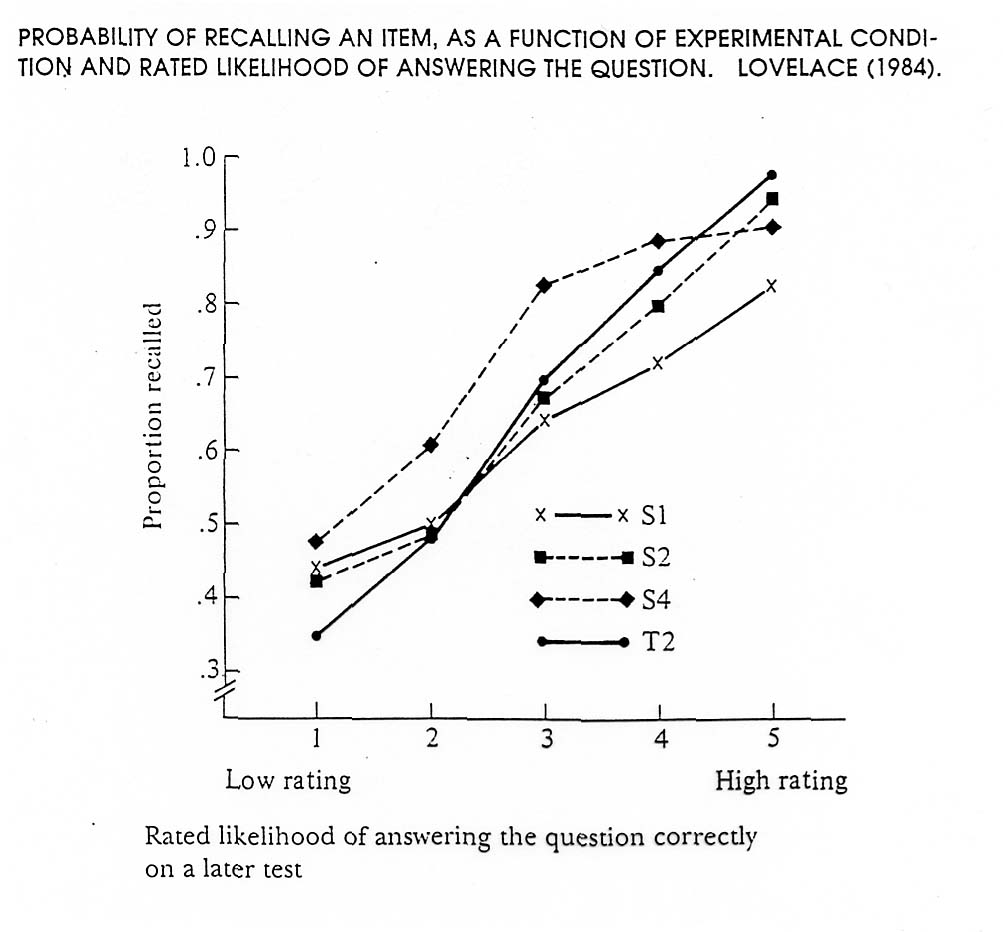 PROBABILITY OF RECALLING AN ITEM, AS A FUNCTION OF EXPERIMENTAL CONDI-
TION AND RATED LIKELIHOOD OF ANSWERING THE QUESTION. LOVELACE (1984).
1.0
.9
.8
.7
.6
.5
.4
.3
Proportion recalled
S1
S2
S4
T2
1 2 3 4 5
Low rating High rating
Rated likelihood of answering the question correctly
on a later test